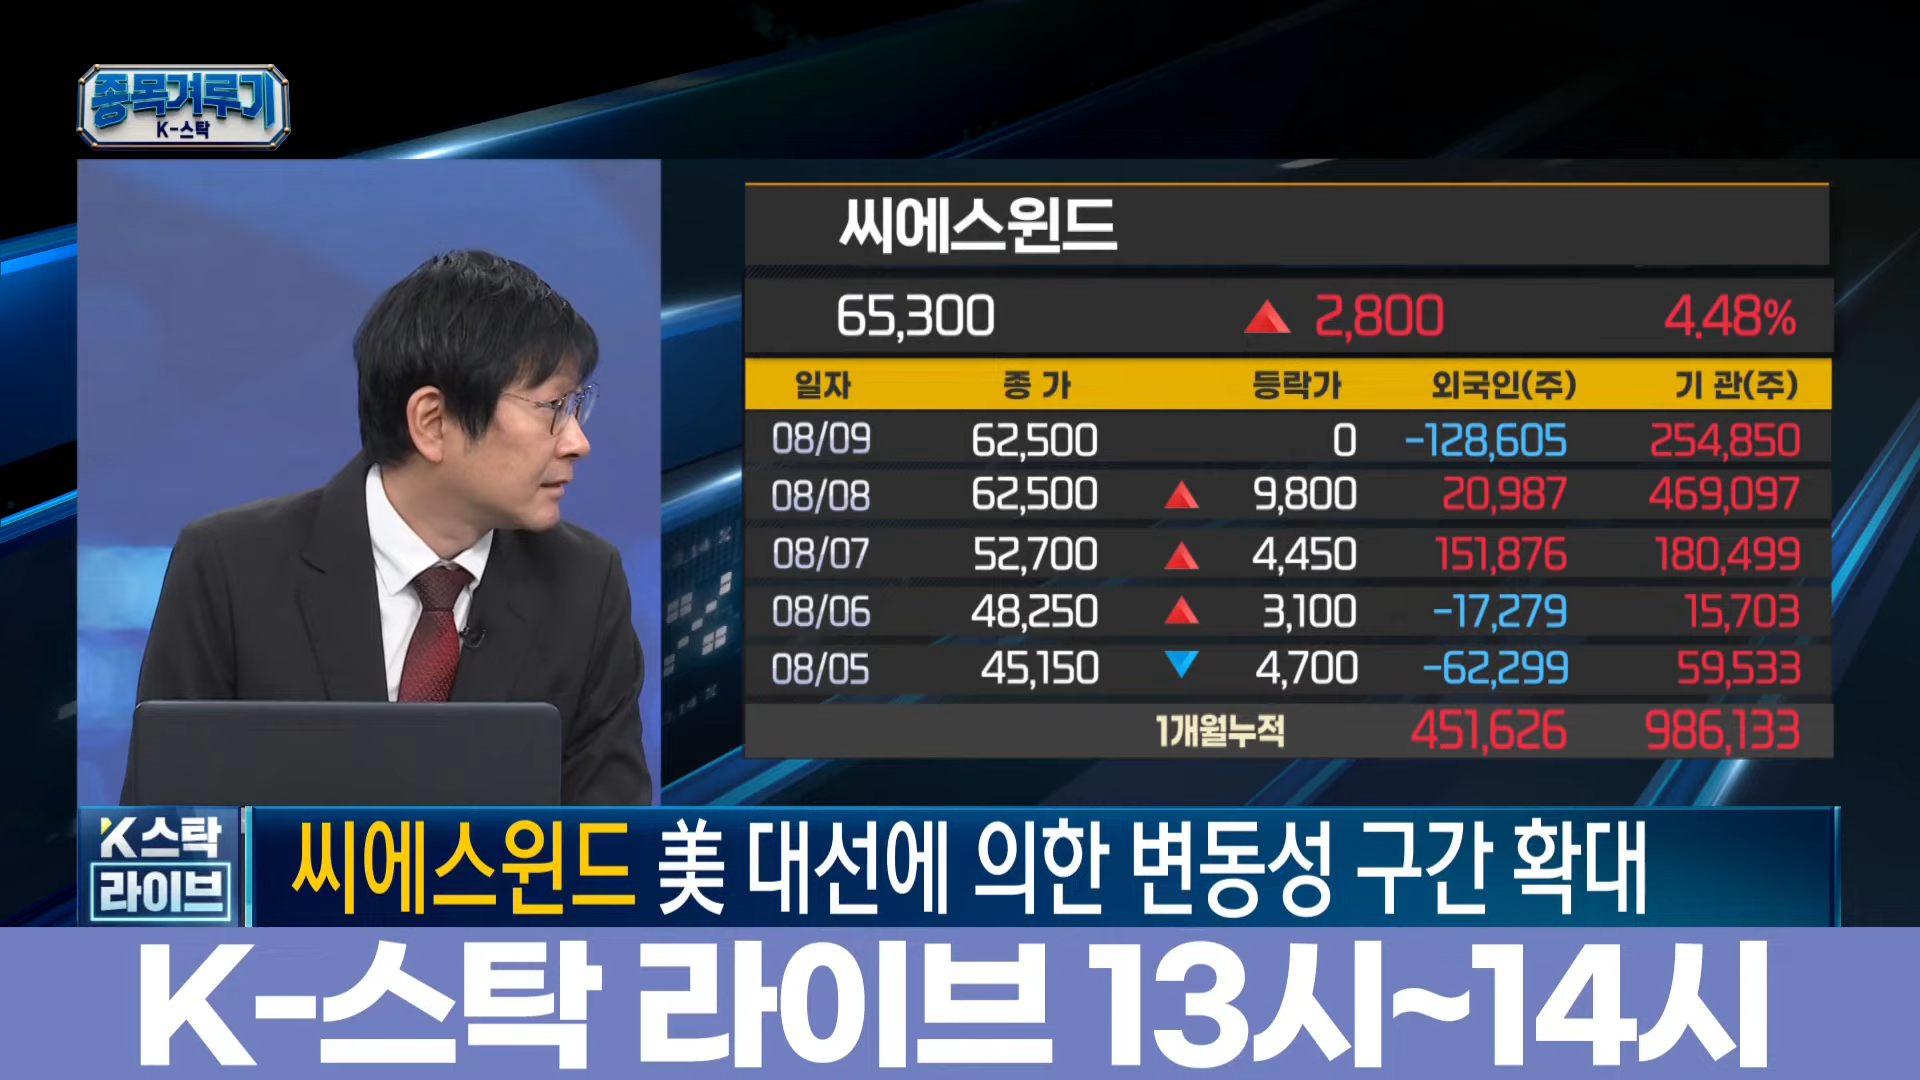 종목겨루기
K-스탁
씨에스윈드
65,300 ▲ 2,800 4.48%
일자 종 가 등락가 외국인(주) 기 관(주)
08/09 62,500 0 -128,605 254,850
08/08 62,500 ▲ 9,800 20,987 469,097
08/07 52,700 ▲ 4,450 151,876 180,499
08/06 48,250 ▲ 3,100 -17,279 15,703
08/05 45,150 ▼ 4,700 -62,299 59,533
1개월누적 451,626 986,133
K스탁
라이브
씨에스윈드 美 대선에 의한 변동성 구간 확대
K-스탁 라이브 13시~14시